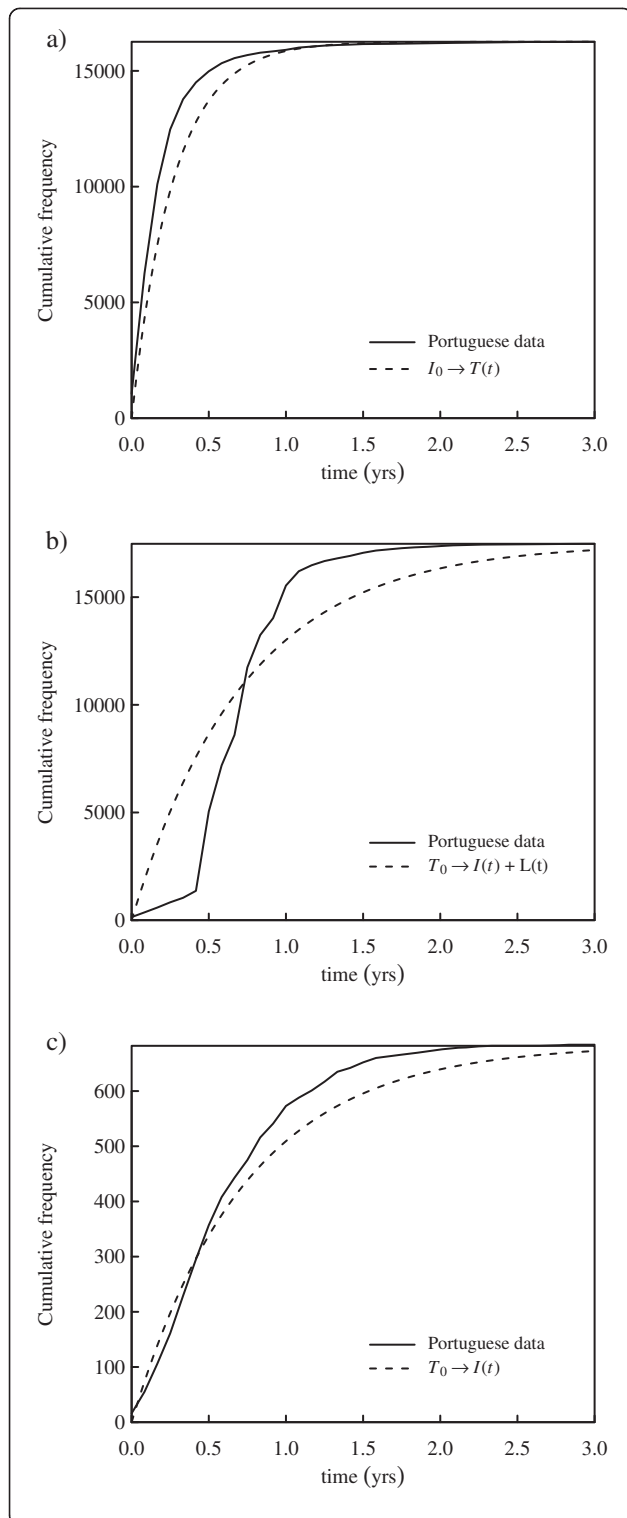 a)
15000
10000
5000
0
Cumulative frequency
Portuguese data
I₀ → T(t)
0.0 0.5 1.0 1.5 2.0 2.5 3.0
time (yrs)
b)
15000
10000
5000
0
Cumulative frequency
Portuguese data
T₀ → I(t) + L(t)
0.0 0.5 1.0 1.5 2.0 2.5 3.0
time (yrs)
c)
600
500
400
300
200
100
0
Cumulative frequency
Portuguese data
T₀ → I(t)
0.0 0.5 1.0 1.5 2.0 2.5 3.0
time (yrs)